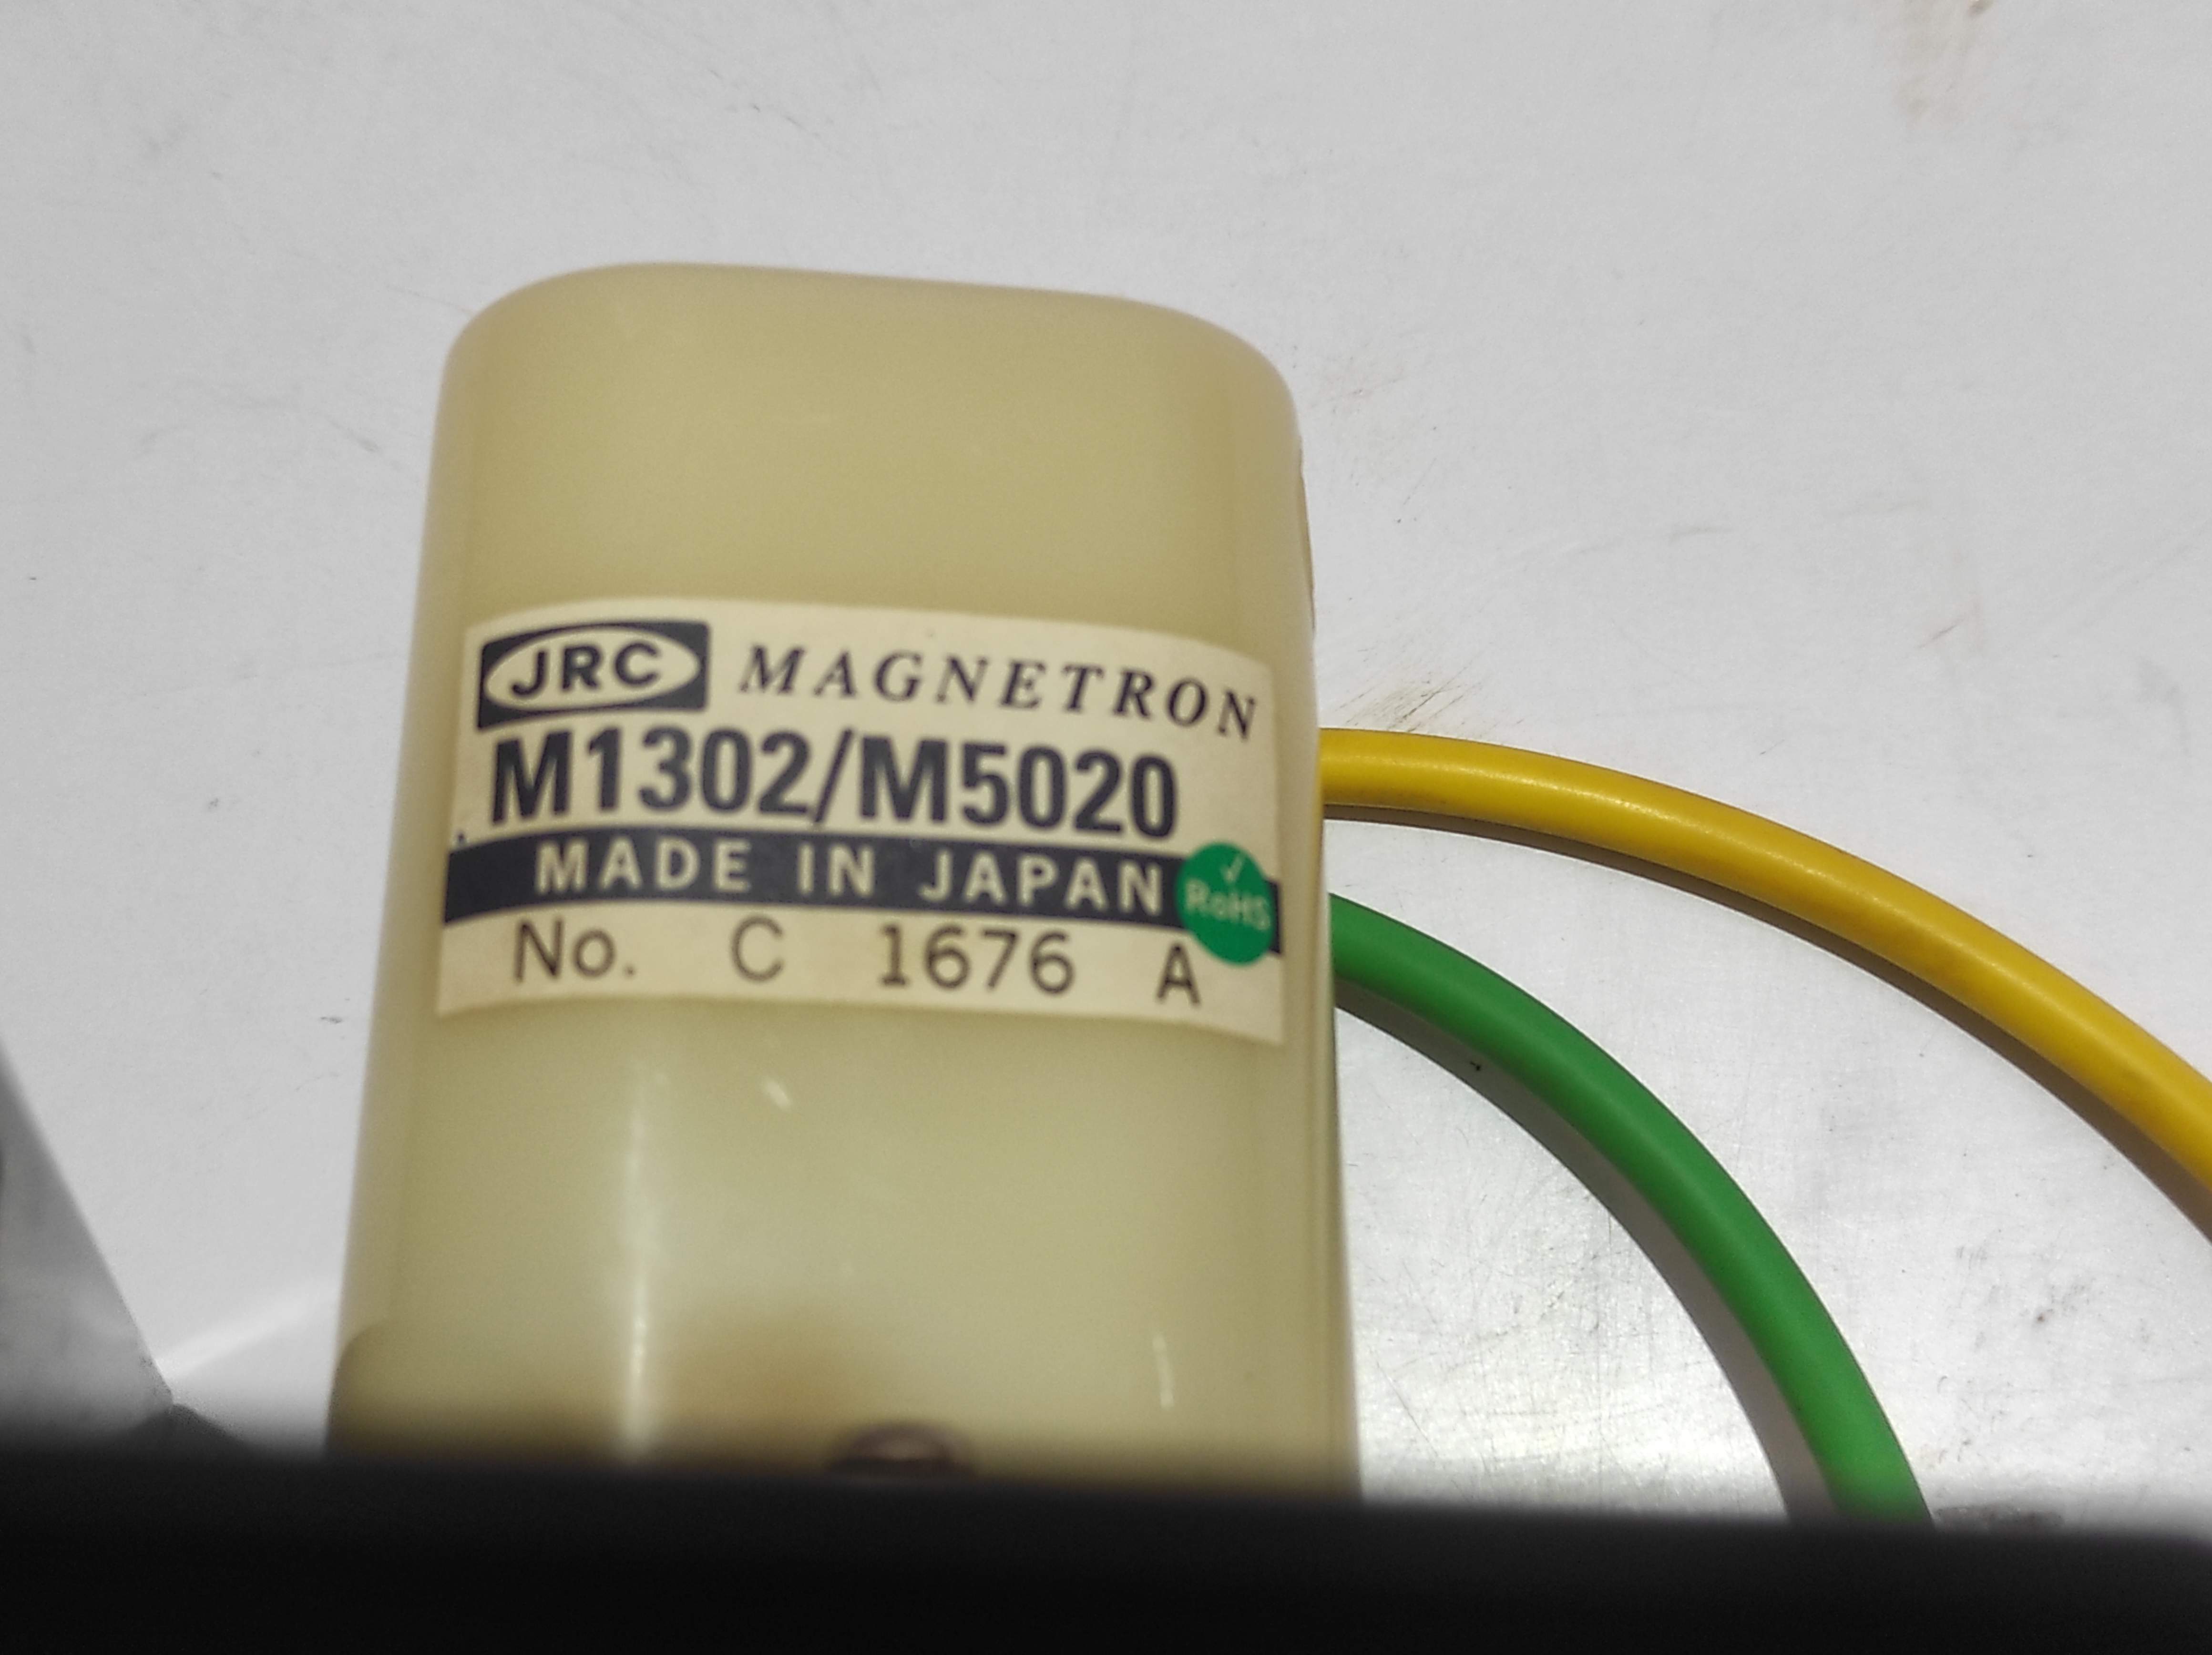 JRC MAGNETRON
M1302/M5020
MADE IN JAPAN
√
RoHS
No. C 1676 A